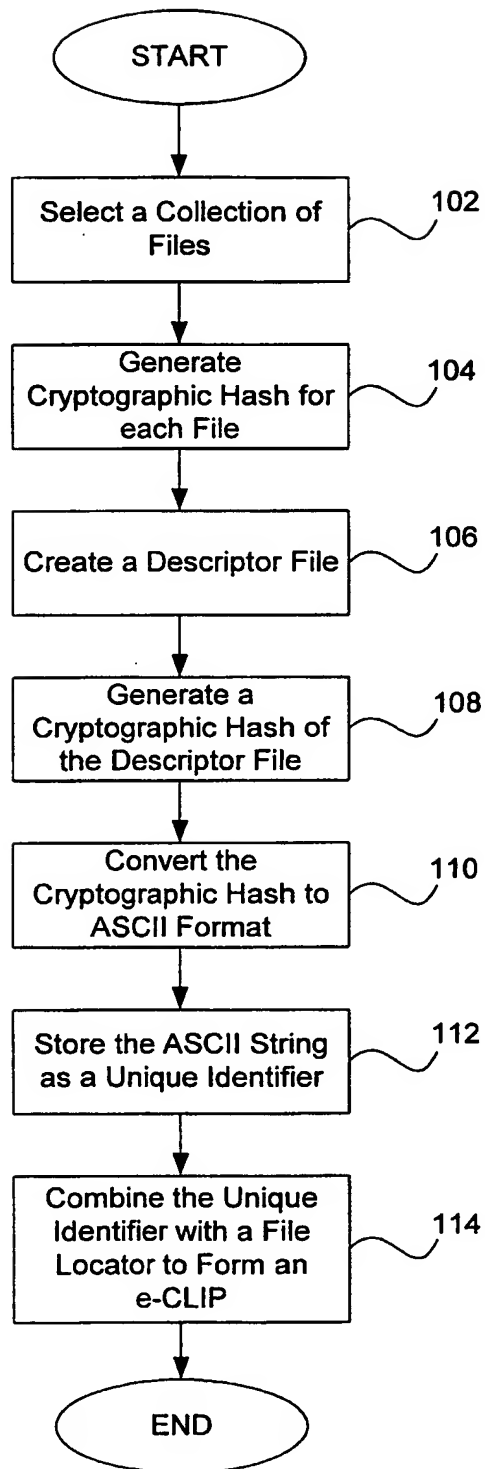 START
Select a Collection of
Files
102
Generate
Cryptographic Hash for
each File
104
Create a Descriptor File
106
Generate a
Cryptographic Hash of
the Descriptor File
108
Convert the
Cryptographic Hash to
ASCII Format
110
Store the ASCII String
as a Unique Identifier
112
Combine the Unique
Identifier with a File
Locator to Form an
e-CLIP
114
END